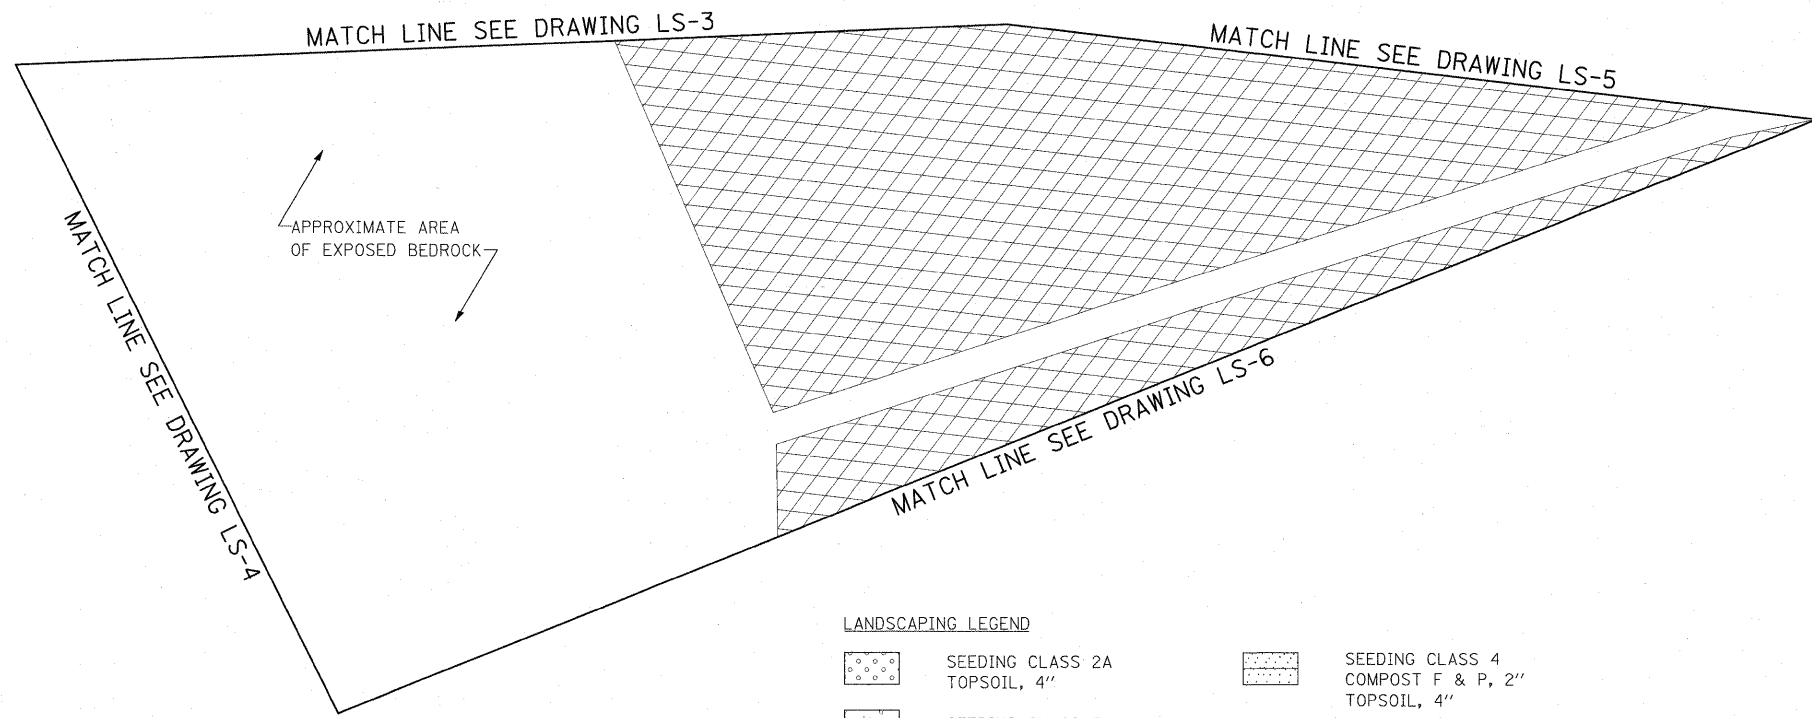 MATCH LINE SEE DRAWING LS-3
MATCH LINE SEE DRAWING LS-5
APPROXIMATE AREA
OF EXPOSED BEDROCK
MATCH LINE SEE DRAWING LS-4
MATCH LINE SEE DRAWING LS-6
LANDSCAPING LEGEND
SEEDING CLASS 2A
TOPSOIL, 4"
SEEDING CLASS 4
COMPOST F & P, 2"
TOPSOIL, 4"